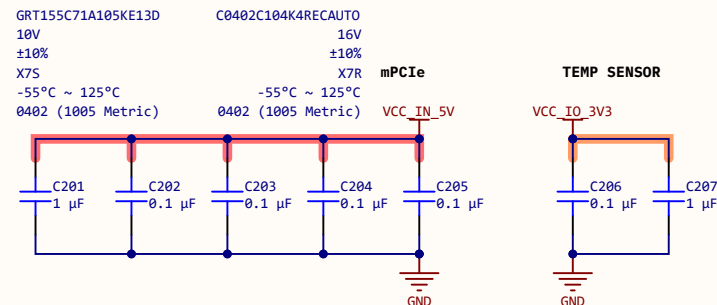 GRT155C71A105KE13D
10V
±10%
X7S
-55°C ~ 125°C
0402 (1005 Metric)
C0402C104K4RECAUTO
16V
±10%
X7R
-55°C ~ 125°C
0402 (1005 Metric)
mPCIe
TEMP SENSOR
VCC_IN_5V
VCC_IO_3V3
C201
1 µF
C202
0.1 µF
C203
0.1 µF
C204
0.1 µF
C205
0.1 µF
C206
0.1 µF
C207
1 µF
GND
GND